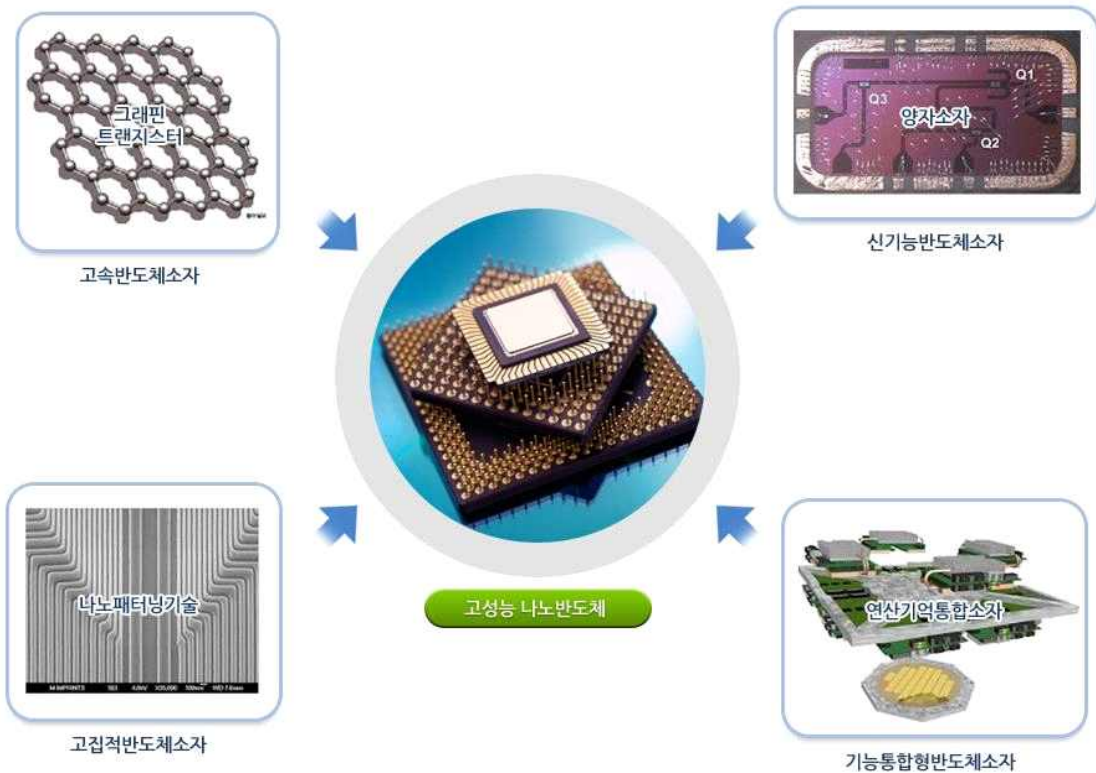 그래핀
트랜지스터
고속반도체소자
Q1
Q3
양자소자
Q2
신기능반도체소자
나노패터닝기술
고집적반도체소자
고성능 나노반도체
연산기억통합소자
기능통합형반도체소자